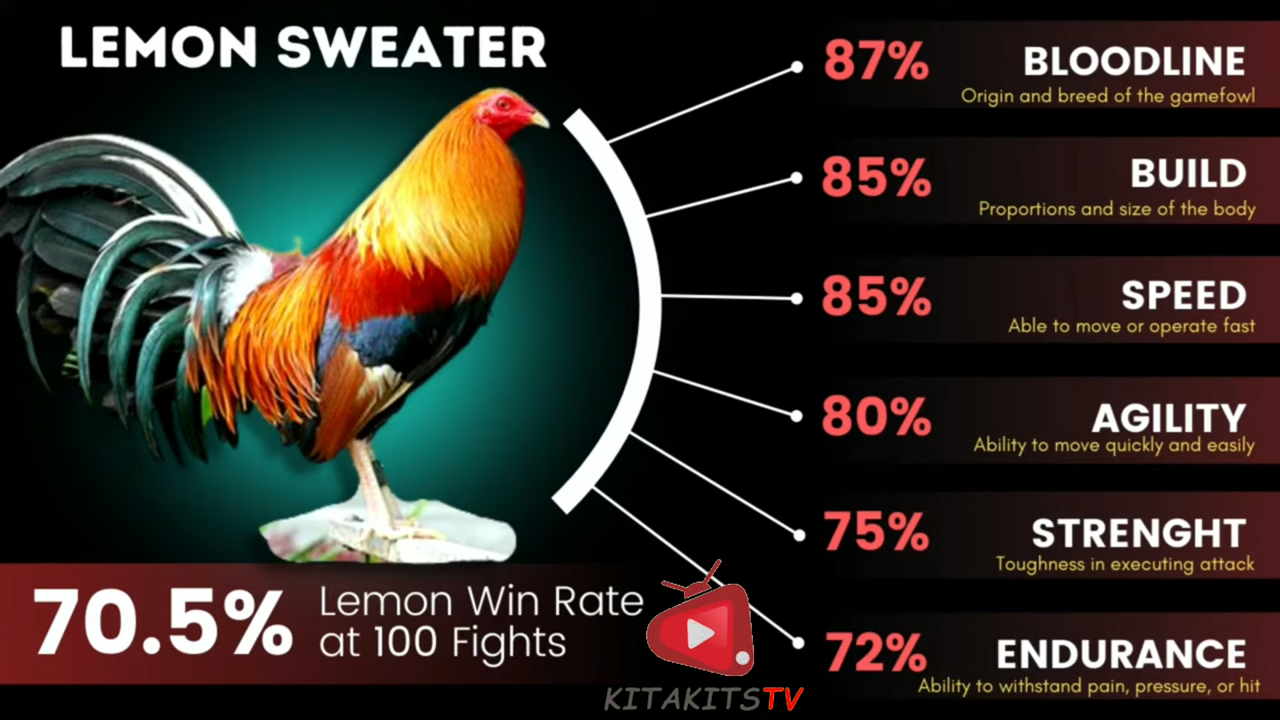 LEMON SWEATER
87%
BLOODLINE
Origin and breed of the gamefowl
85%
BUILD
Proportions and size of the body
85%
SPEED
Able to move or operate fast
80%
AGILITY
Ability to move quickly and easily
75%
STRENGHT
Toughness in executing attack
72%
ENDURANCE
Ability to withstand pain, pressure, or hit
70.5%
Lemon Win Rate
at 100 Fights
KITAKITSTV